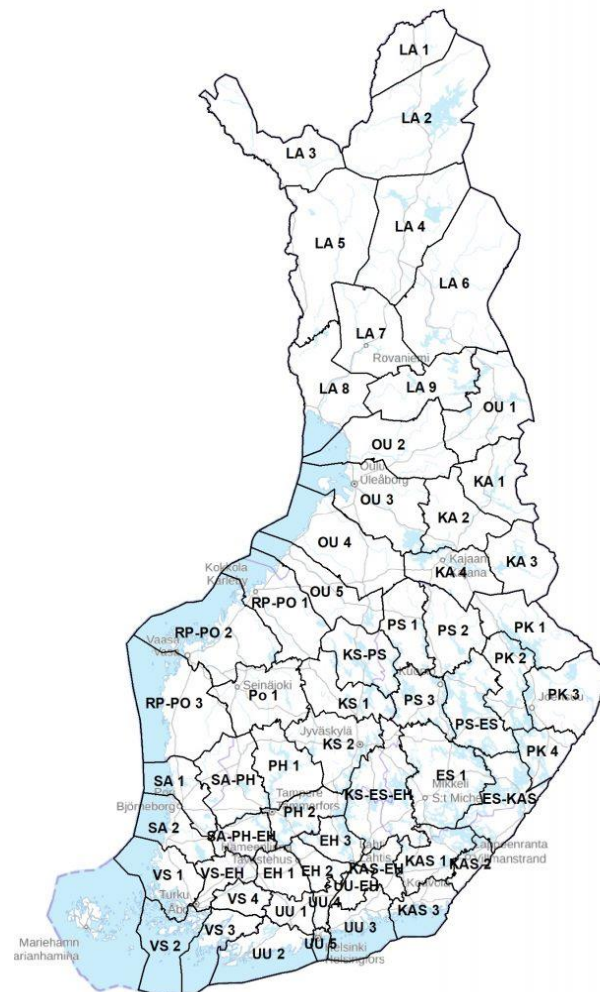 LA 1
LA 2
LA 3
LA 4
LA 5
LA 6
LA 7
Rovaniemi
LA 8
LA 9
OU 1
OU 2
Oulu
Uleåborg
OU 3
KA 1
KA 2
OU 4
Kajaani
KA 3
KA 4
Kokkola
Karleby
OU 5
RP-PO 1
PS 1
PS 2
PK 1
RP-PO 2
Vaasa
KS-PS
PK 2
Seinäjoki
Po 1
RP-PO 3
KS 1
PS 3
PK 3
Joensuu
PS-ES
Jyväskylä
KS 2
PK 4
SA 1
SA-PH
PH 1
ES 1
Björneborg
Tampere
Tammerfors
KS-ES-EH
Mikkeli
S:t Michel
ES-KAS
SA 2
PH 2
SA-PH-EH
EH 3
KAS 1
KAS 2
VS 1
VS-EH
Tavastehus
EH 1
EH 2
KAS-EH
UU-EH
Turku
Åbo
VS 4
UU 4
KAS 3
UU 1
VS 3
UU 3
Mariehamn
VS 2
UU 2
UU 5
Helsinki
Helsingfors